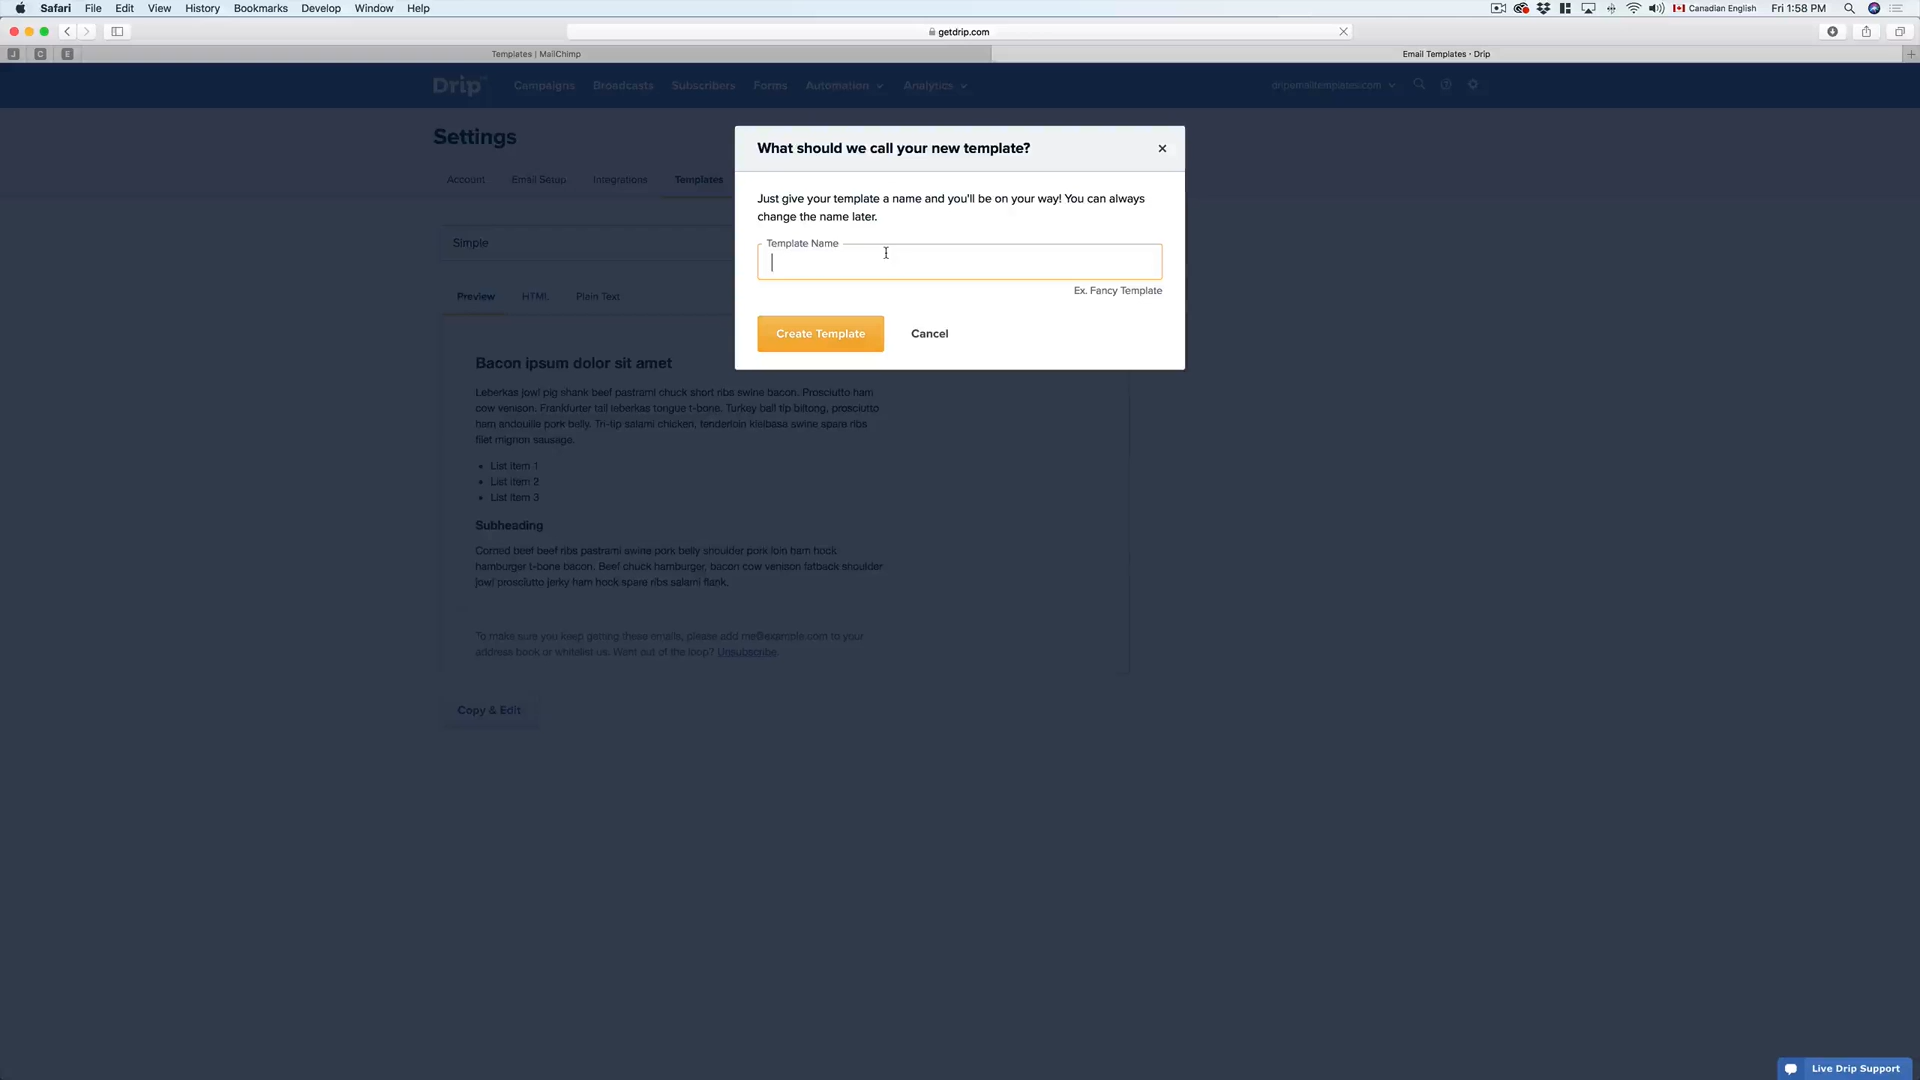 Safari File Edit View History Bookmarks Develop Window Help
Canadian English Fri 1:58 PM
getdrip.com
J C E Templates | MailChimp Email Templates · Drip
Drip Campaigns Broadcasts Subscribers Forms Automation Analytics dripemailtemplates.com
Settings
Account Email Setup Integrations Templates
What should we call your new template?
Just give your template a name and you'll be on your way! You can always
change the name later.
Template Name
Ex. Fancy Template
Create Template Cancel
Simple
Preview HTML Plain Text
Bacon ipsum dolor sit amet
Leberkas jowl pig shank beef pastrami chuck short ribs swine bacon. Prosciutto ham
cow venison. Frankfurter tail leberkas tongue t-bone. Turkey ball tip biltong, prosciutto
ham andouille pork belly. Tri-tip salami chicken, tenderloin kielbasa swine spare ribs
filet mignon sausage.
• List item 1
• List item 2
• List item 3
Subheading
Corned beef beef ribs pastrami swine pork belly shoulder pork loin ham hock
hamburger t-bone bacon. Beef chuck hamburger, bacon cow venison fatback shoulder
jowl prosciutto jerky ham hock spare ribs salami flank.
To make sure you keep getting these emails, please add me@example.com to your
address book or whitelist us. Want out of the loop? Unsubscribe.
Copy & Edit
Live Drip Support